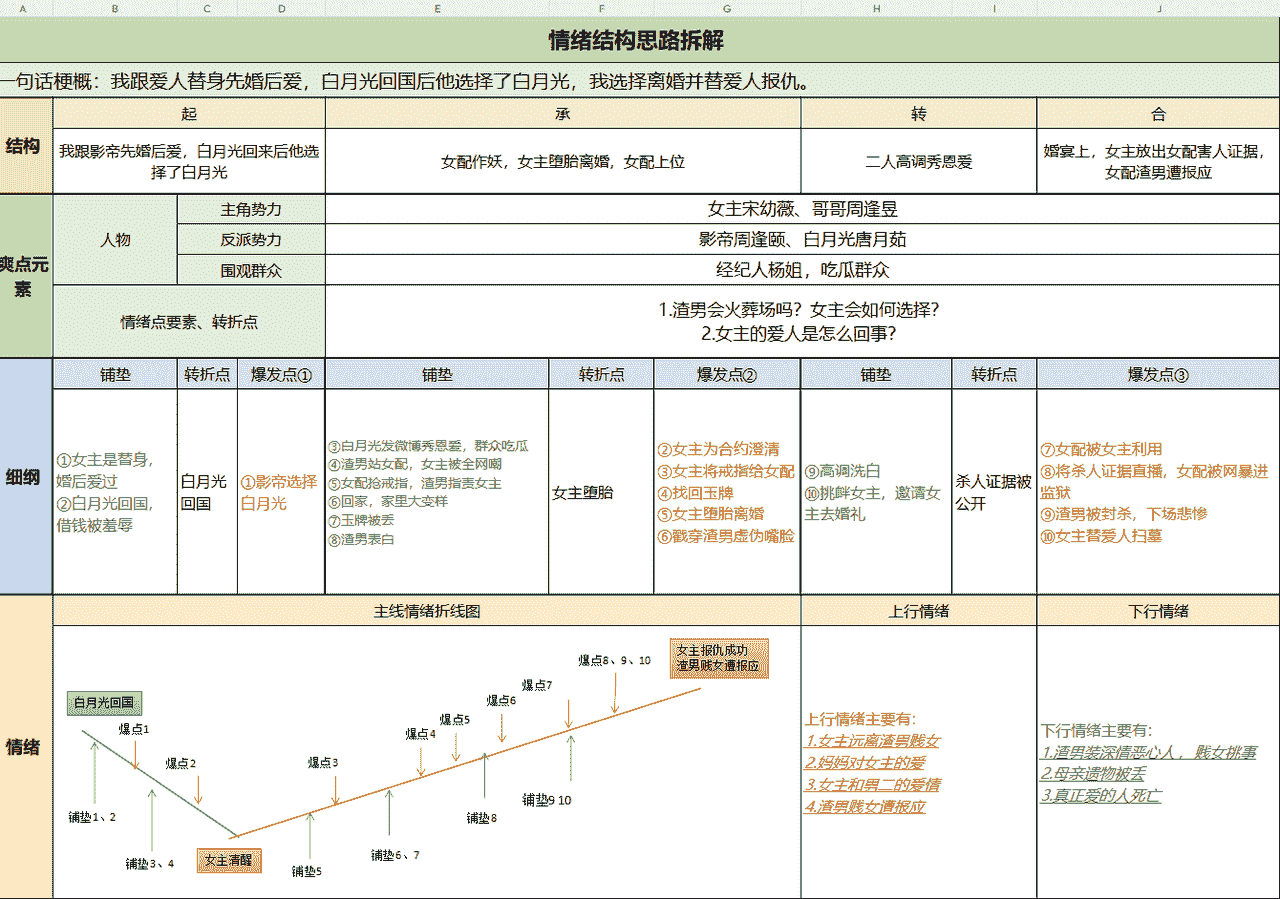 A B C D E F G H I J
情绪结构思路拆解
一句话梗概：我跟爱人替身先婚后爱，白月光回国后他选择了白月光，我选择离婚并替爱人报仇。
结构
起
承
转
合
我跟影帝先婚后爱，白月光回来后他选
择了白月光
女配作妖，女主堕胎离婚，女配上位
二人高调秀恩爱
婚宴上，女主放出女配害人证据，
女配渣男遭报应
爽点元
素
人物
主角势力
女主宋幼薇、哥哥周逢昱
反派势力
影帝周逢颐、白月光唐月茹
围观群众
经纪人杨姐，吃瓜群众
情绪点要素、转折点
1.渣男会火葬场吗？女主会如何选择？
2.女主的爱人是怎么回事？
细纲
铺垫
转折点
爆发点①
铺垫
转折点
爆发点②
铺垫
转折点
爆发点③
①女主是替身，
婚后爱过
②白月光回国，
借钱被羞辱
白月光
回国
①影帝选择
白月光
③白月光发微博秀恩爱，群众吃瓜
④渣男站女配，女主被全网嘲
⑤女配抢戒指，渣男指责女主
⑥回家，家里大变样
⑦玉牌被丢
⑧渣男表白
女主堕胎
②女主为合约澄清
③女主将戒指给女配
④找回玉牌
⑤女主堕胎离婚
⑥戳穿渣男虚伪嘴脸
⑨高调洗白
⑩挑衅女主，邀请女
主去婚礼
杀人证据被
公开
⑦女配被女主利用
⑧将杀人证据直播，女配被网暴进
监狱
⑨渣男被封杀，下场悲惨
⑩女主替爱人扫墓
情绪
主线情绪折线图
上行情绪
下行情绪
白月光回国
爆点1
爆点2
爆点3
爆点4
爆点5
爆点6
爆点7
爆点8、9、10
女主报仇成功
渣男贱女遭报应
铺垫1、2
铺垫3、4
女主清醒
铺垫5
铺垫6、7
铺垫8
铺垫9 10
上行情绪主要有：
1.女主远离渣男贱女
2.妈妈对女主的爱
3.女主和男二的爱情
4.渣男贱女遭报应
下行情绪主要有：
1.渣男装深情恶心人，贱女挑事
2.母亲遗物被丢
3.真正爱的人死亡